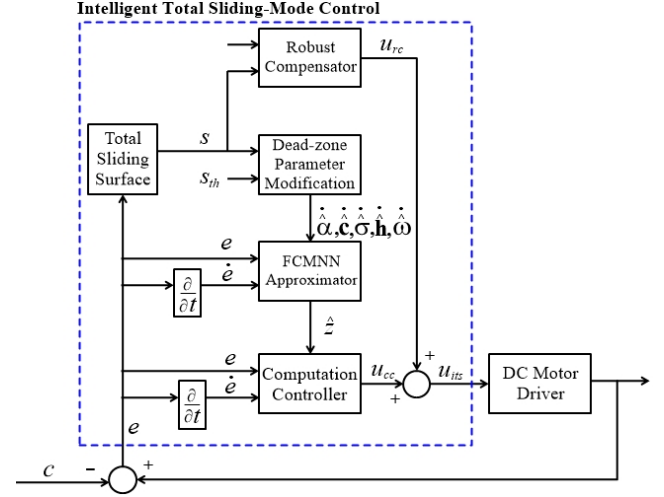 Intelligent Total Sliding-Mode Control
Robust
Compensator
u_rc
Total
Sliding
Surface
s
Dead-zone
Parameter
Modification
s_th
α̂̇,ĉ̇,σ̂̇,ĥ̇,ω̂̇
e
∂
∂t
ė
FCMNN
Approximator
ẑ
e
∂
∂t
ė
Computation
Controller
u_cc
+
+
u_its
DC Motor
Driver
e
c
-
+